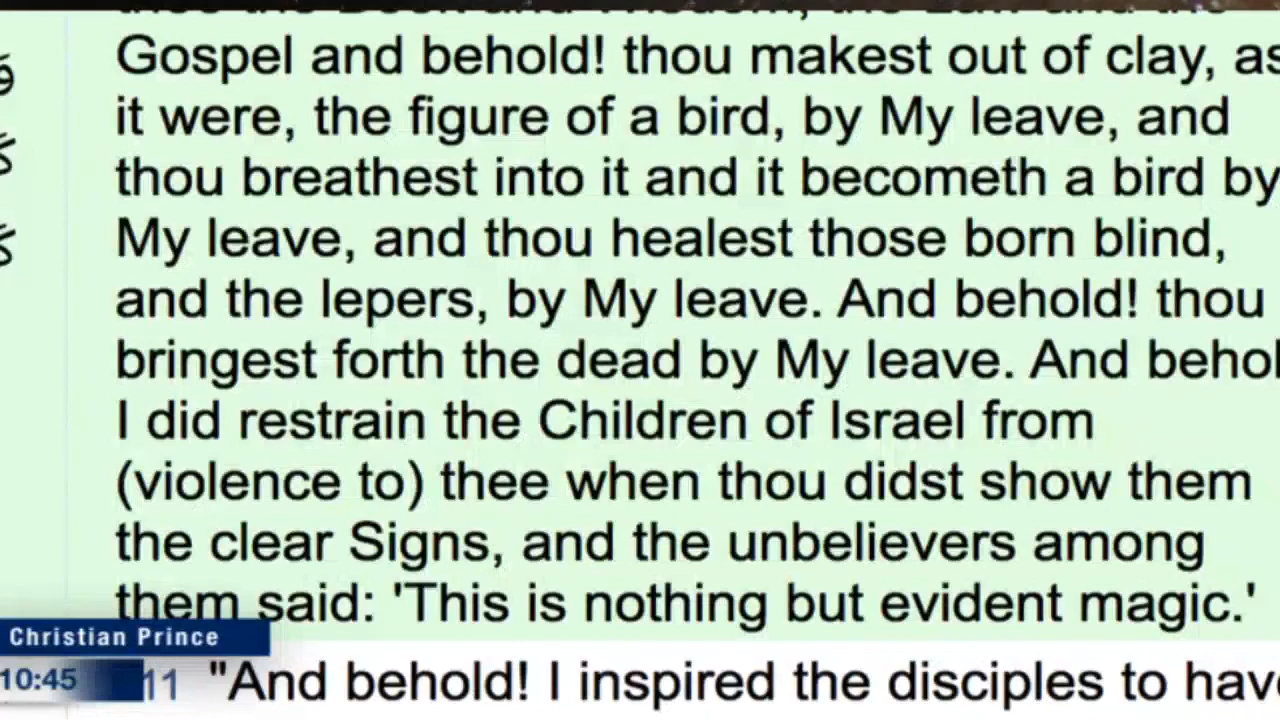 Gospel and behold! thou makest out of clay, as
it were, the figure of a bird, by My leave, and
thou breathest into it and it becometh a bird by
My leave, and thou healest those born blind,
and the lepers, by My leave. And behold! thou
bringest forth the dead by My leave. And behol
I did restrain the Children of Israel from
(violence to) thee when thou didst show them
the clear Signs, and the unbelievers among
them said: 'This is nothing but evident magic.'
Christian Prince
10:45
11 "And behold! I inspired the disciples to have